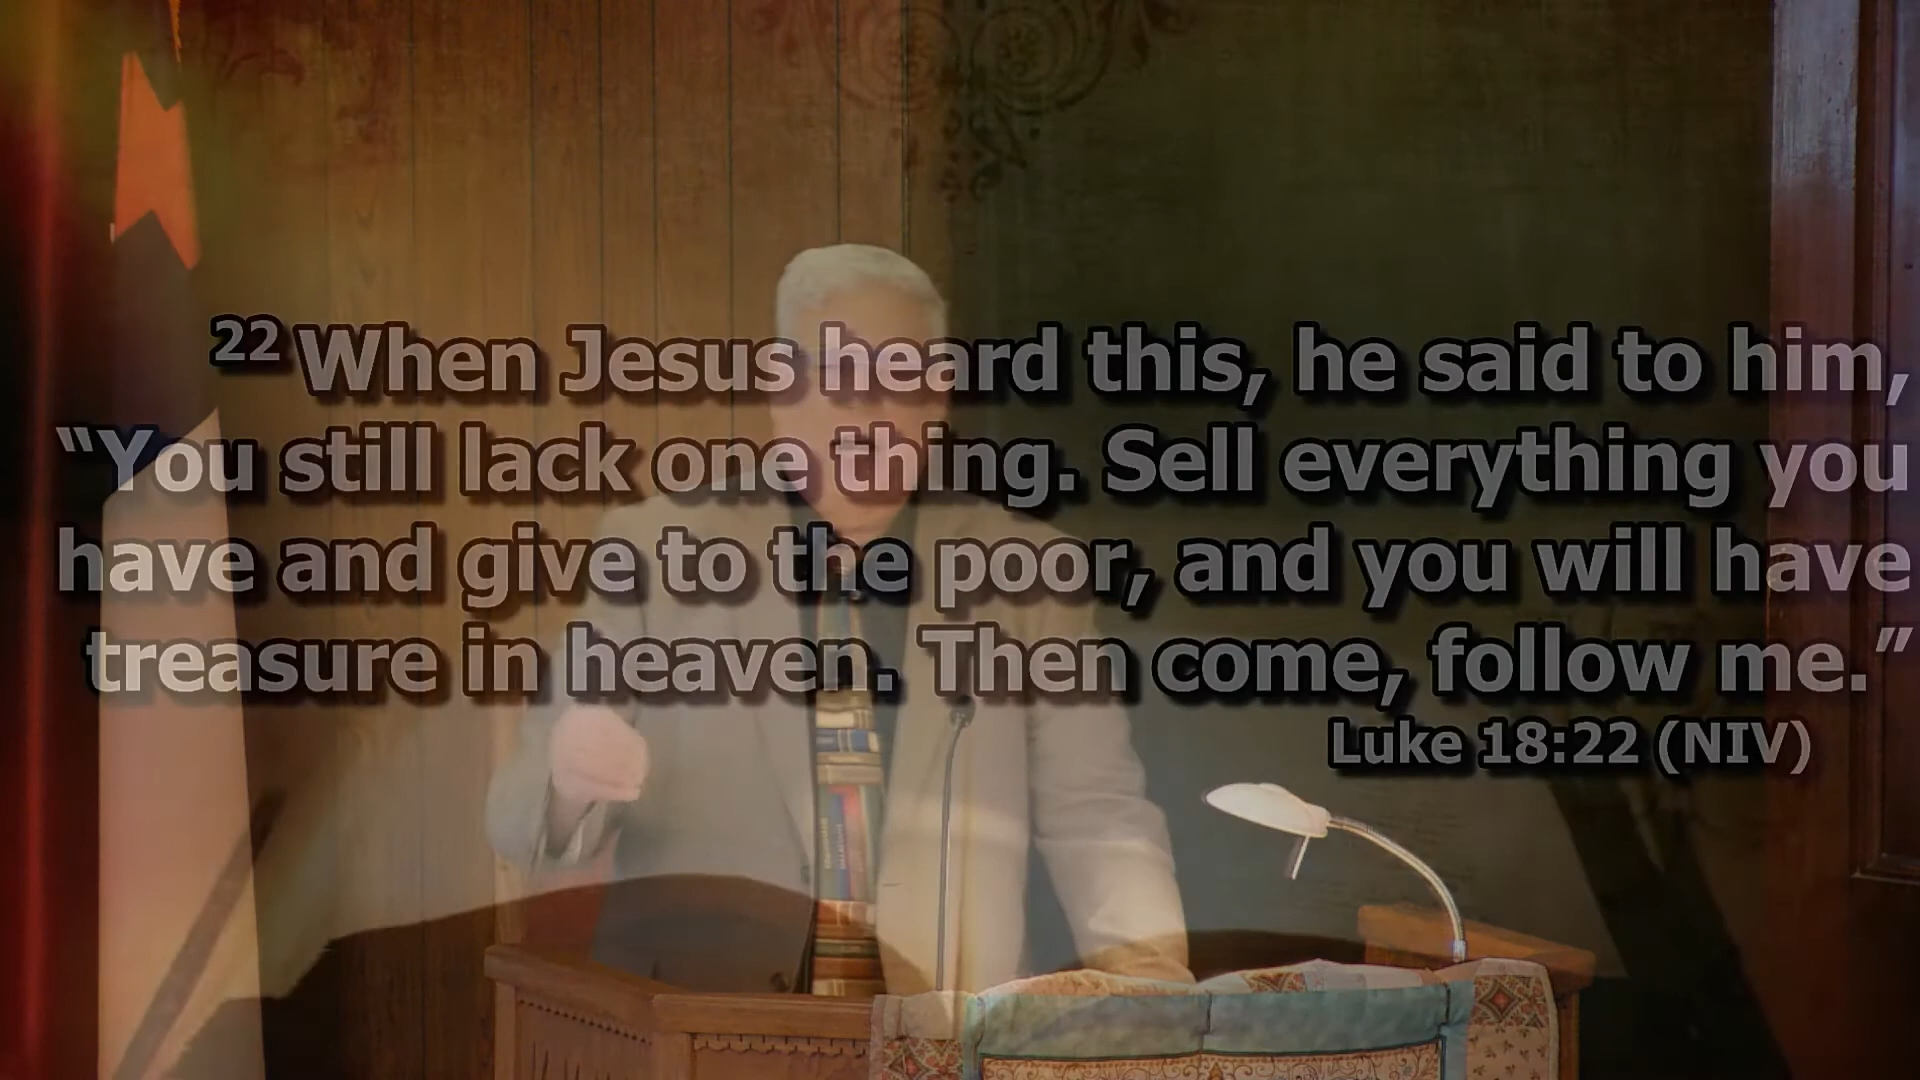 22 When Jesus heard this, he said to him,
“You still lack one thing. Sell everything you
have and give to the poor, and you will have
treasure in heaven. Then come, follow me.”
Luke 18:22 (NIV)